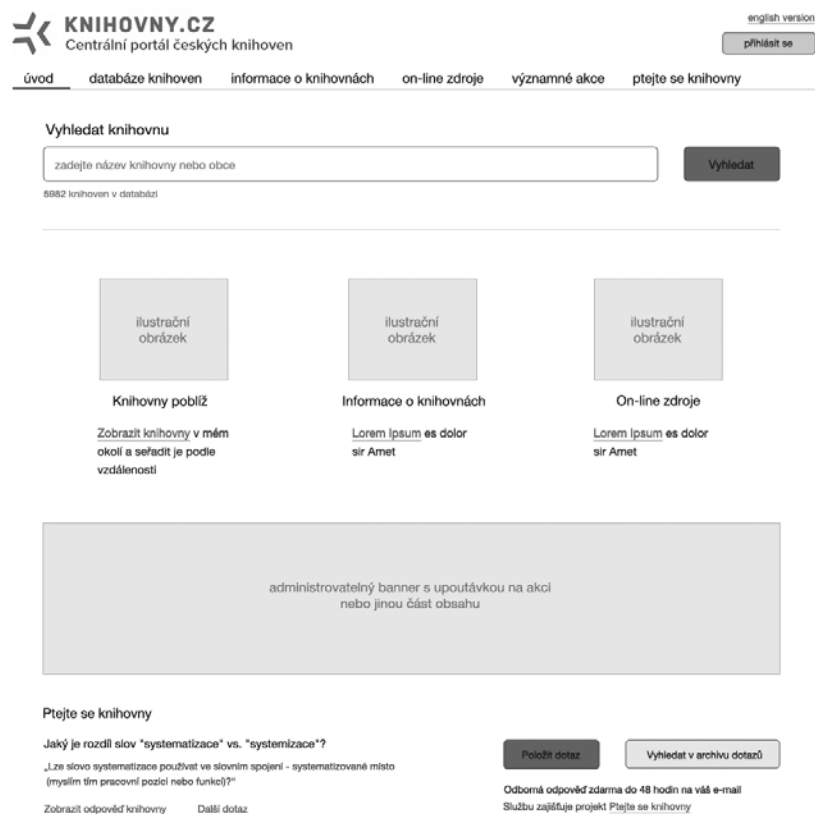 KNIHOVNY.CZ
Centrální portál českých knihoven
english version
přihlásit se
úvod databáze knihoven informace o knihovnách on-line zdroje významné akce ptejte se knihovny
Vyhledat knihovnu
zadejte název knihovny nebo obce
Vyhledat
5982 knihoven v databázi
ilustrační
obrázek
Knihovny poblíž
Zobrazit knihovny v mém
okolí a seřadit je podle
vzdálenosti
ilustrační
obrázek
Informace o knihovnách
Lorem Ipsum es dolor
sir Amet
ilustrační
obrázek
On-line zdroje
Lorem Ipsum es dolor
sir Amet
administrovatelný banner s upoutávkou na akci
nebo jinou část obsahu
Ptejte se knihovny
Jaký je rozdíl slov "systematizace" vs. "systemizace"?
„Lze slovo systematizace používat ve slovním spojení - systematizované místo
(myslím tím pracovní pozici nebo funkci)?"
Zobrazit odpověď knihovny Další dotaz
Položit dotaz
Vyhledat v archivu dotazů
Odborná odpověď zdarma do 48 hodin na váš e-mail
Službu zajišťuje projekt Ptejte se knihovny